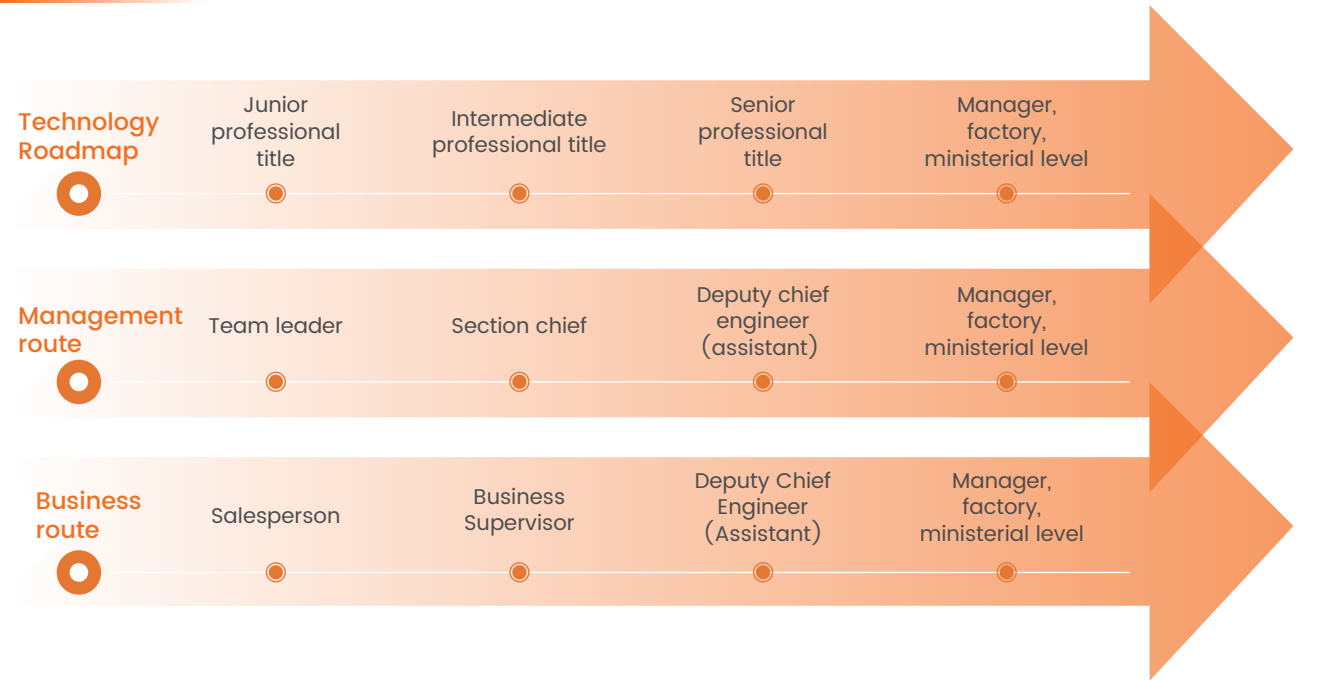 Technology
Roadmap
Junior
professional
title
Intermediate
professional title
Senior
professional
title
Manager,
factory,
ministerial level
Management
route
Team leader
Section chief
Deputy chief
engineer
(assistant)
Manager,
factory,
ministerial level
Business
route
Salesperson
Business
Supervisor
Deputy Chief
Engineer
(Assistant)
Manager,
factory,
ministerial level